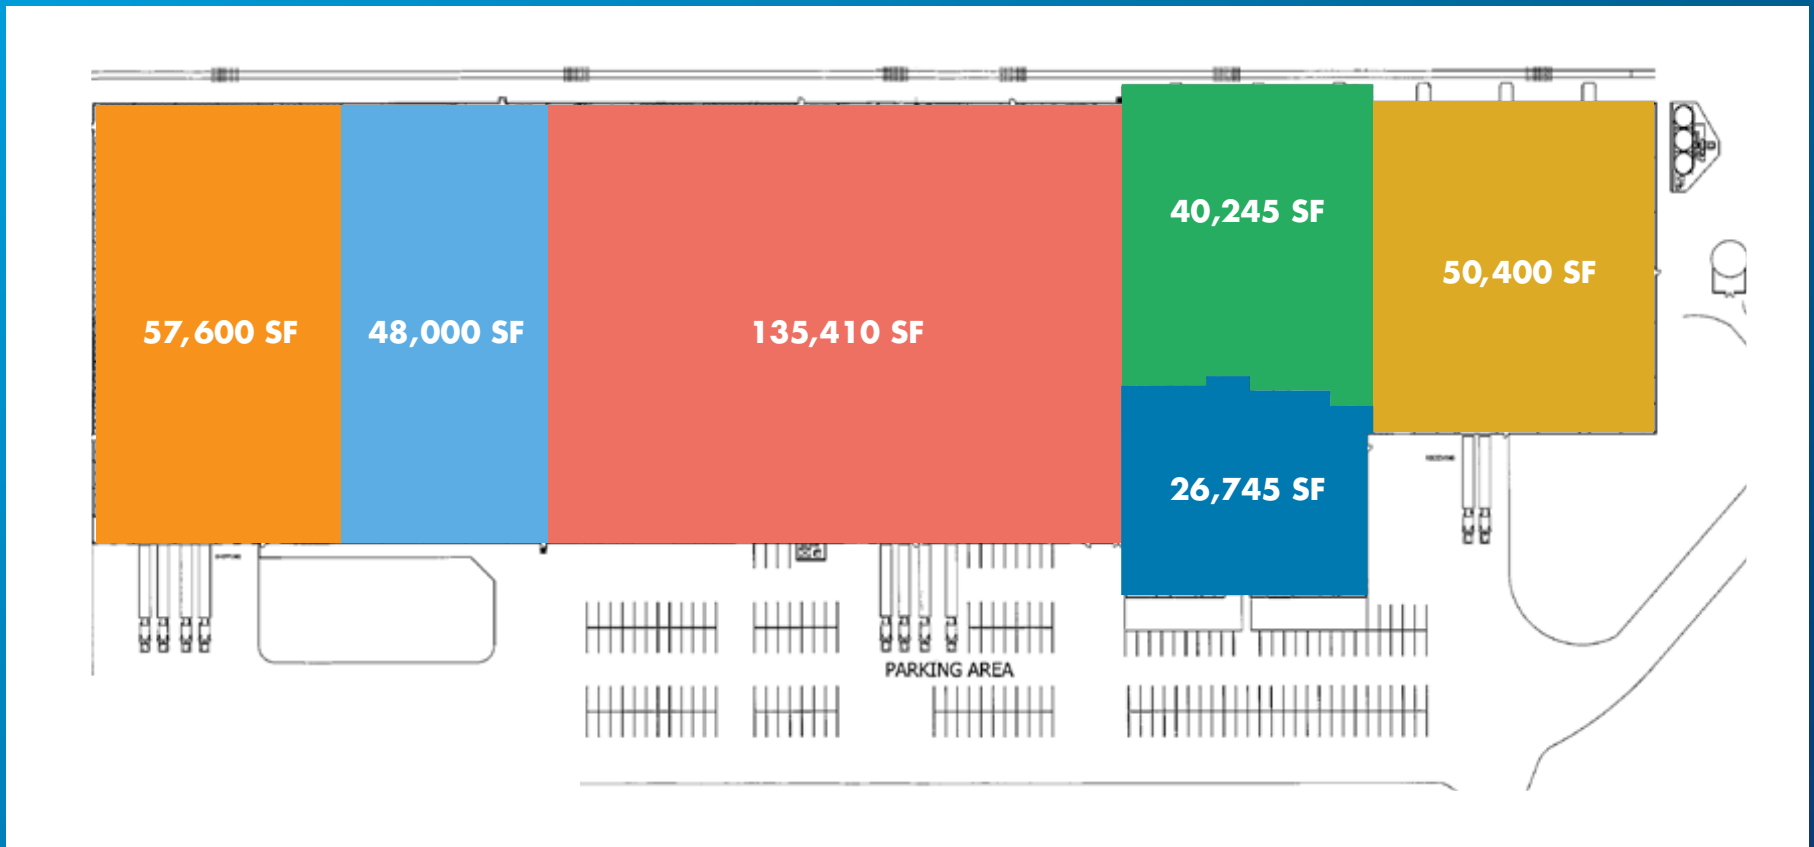 40,245 SF
50,400 SF
57,600 SF
48,000 SF
135,410 SF
26,745 SF
PARKING AREA